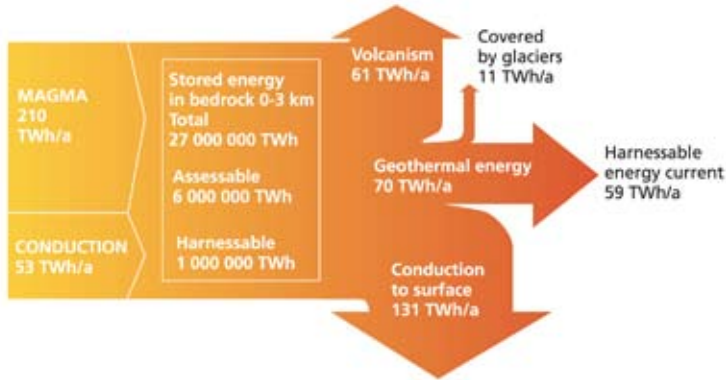 MAGMA
210
TWh/a
CONDUCTION
53 TWh/a
Stored energy
in bedrock 0-3 km
Total
27 000 000 TWh
Assessable
6 000 000 TWh
Harnessable
1 000 000 TWh
Volcanism
61 TWh/a
Covered
by glaciers
11 TWh/a
Geothermal energy
70 TWh/a
Harnessable
energy current
59 TWh/a
Conduction
to surface
131 TWh/a